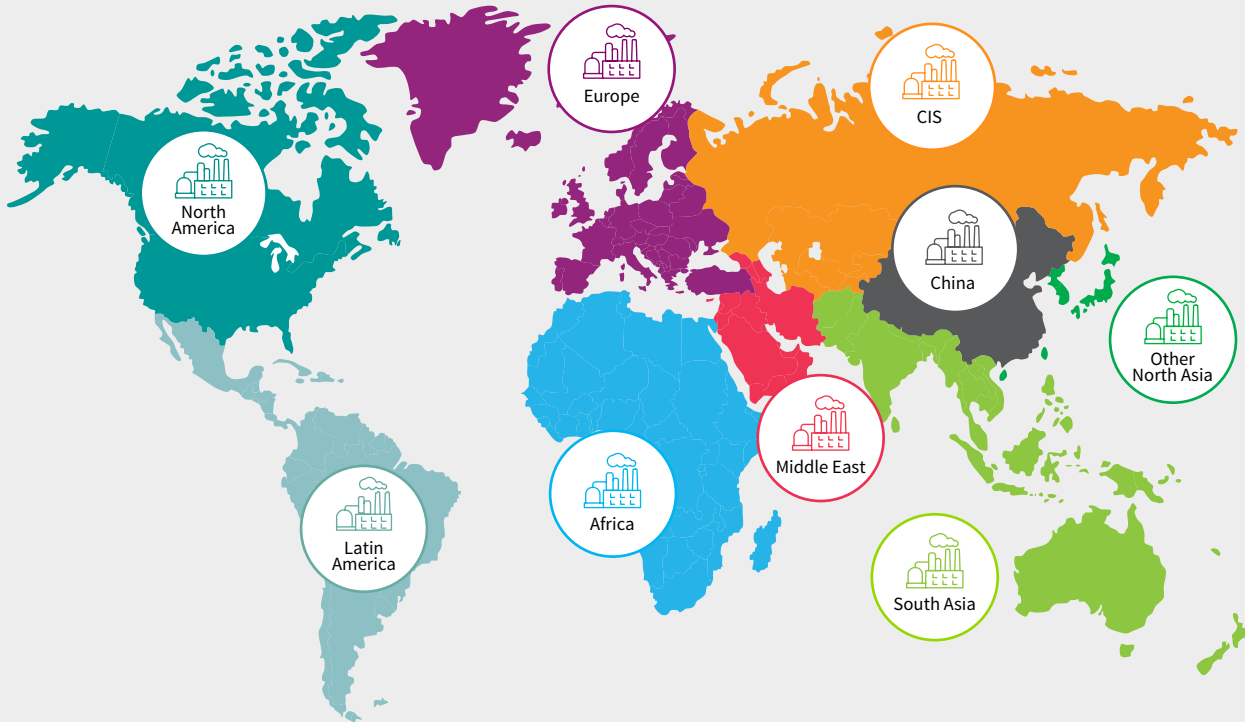 Europe
CIS
North
America
China
Other
North Asia
Middle East
Africa
Latin
America
South Asia